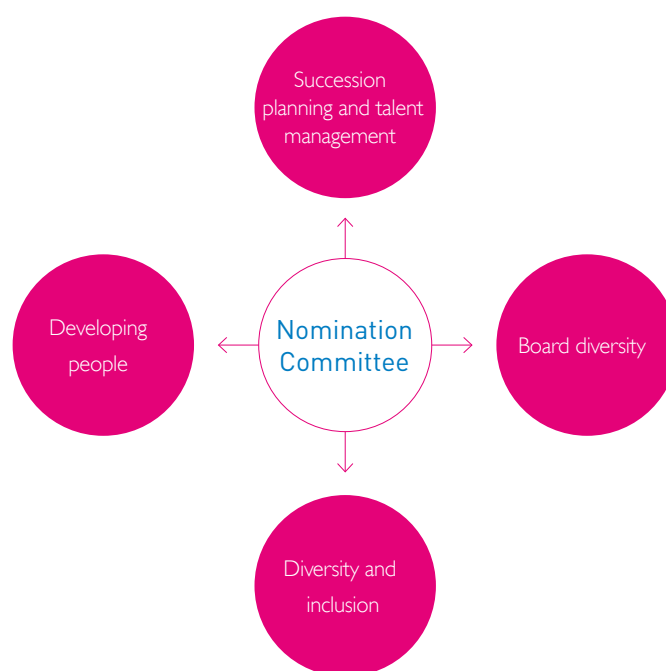 Succession
planning and talent
management
Developing
people
Nomination
Committee
Board diversity
Diversity and
inclusion